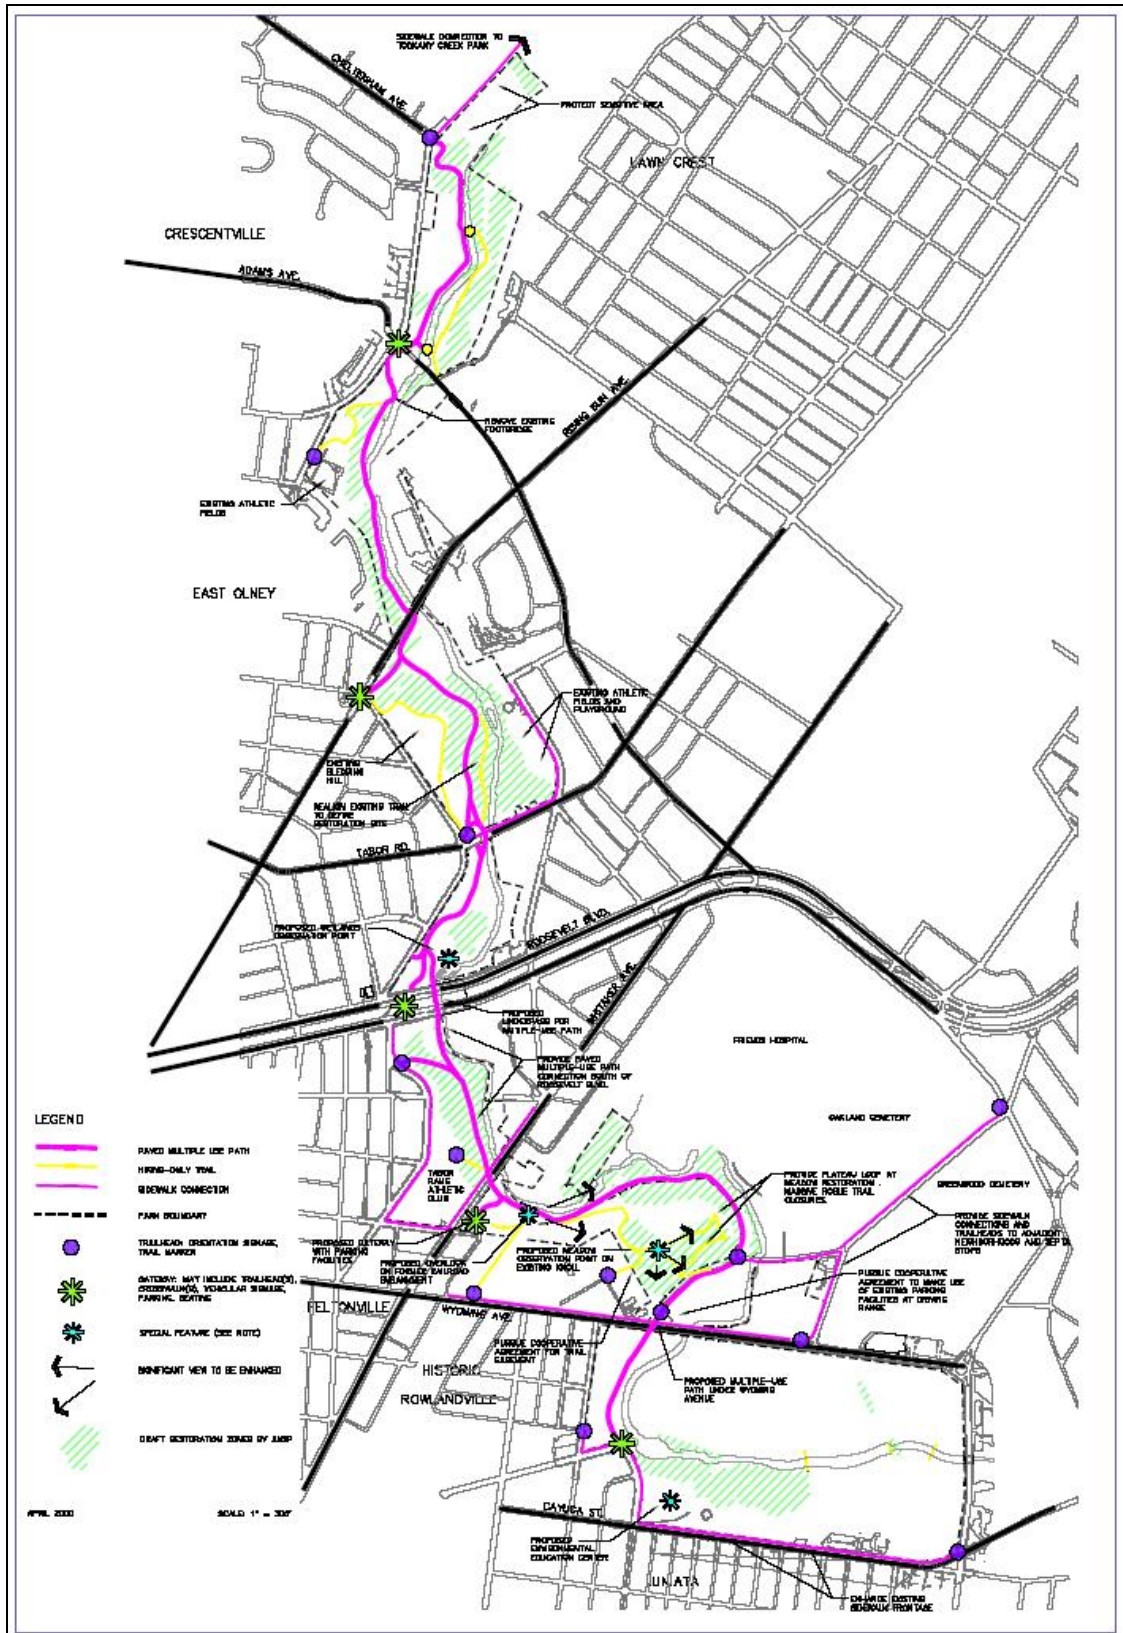 SIDEWALK CONNECTION TO
TOOKANY CREEK PARK
CHELTENHAM AVE.
PROTECT SENSITIVE AREA
LAWN CREST
CRESCENTVILLE
ADAMS AVE.
RISING SUN AVE.
REMOVE EXISTING
FOOTBRIDGE
EXISTING ATHLETIC
FIELDS
EAST OLNEY
EXISTING ATHLETIC
FIELDS AND
PLAYGROUND
EXISTING
SLEDDING
HILL
REALIGN EXISTING TRAIL
TO DEFINE
RESTORATION SITE
TABOR RD.
PROPOSED WETLANDS
OBSERVATION POINT
ROOSEVELT BLVD.
WHITAKER AVE.
PROPOSED
UNDERPASS FOR
MULTIPLE-USE PATH
FRIENDS HOSPITAL
PROVIDE PAVED
MULTIPLE-USE PATH
CONNECTION SOUTH OF
ROOSEVELT BLVD.
OAKLAND CEMETERY
GREENWOOD CEMETERY
TABOR
RAMS
ATHLETIC
CLUB
PROVIDE PLATEAU LOOP AT
MEADOW RESTORATION.
MASSIVE ROGUE TRAIL
CLOSURES.
PROVIDE SIDEWALK
CONNECTIONS AND
TRAILHEADS TO ADJACENT
NEIGHBORHOODS AND SEPTA
STOPS
PROPOSED GATEWAY
WITH PARKING
FACILITIES
PROPOSED OVERLOOK
ON FORMER RAILROAD
EMBANKMENT
PROPOSED MEADOW
OBSERVATION POINT ON
EXISTING KNOLL
PURSUE COOPERATIVE
AGREEMENT TO MAKE USE
OF EXISTING PARKING
FACILITIES AT DRIVING
RANGE
FELTONVILLE
WYOMING AVE.
PURSUE COOPERATIVE
AGREEMENT FOR TRAIL
EASEMENT
HISTORIC
ROWLANDVILLE
PROPOSED MULTIPLE-USE
PATH UNDER WYOMING
AVENUE
CAYUGA ST.
PROPOSED
ENVIRONMENTAL
EDUCATION CENTER
JUNIATA
ENHANCE EXISTING
SIDEWALK FRONTAGE
LEGEND
PAVED MULTIPLE USE PATH
HIKING-ONLY TRAIL
SIDEWALK CONNECTION
PARK BOUNDARY
TRAILHEAD: ORIENTATION SIGNAGE,
TRAIL MARKER
GATEWAY: MAY INCLUDE TRAILHEAD(S),
CROSSWALK(S), VEHICULAR SIGNAGE,
PARKING, SEATING
SPECIAL FEATURE (SEE NOTE)
SIGNIFICANT VIEW TO BE ENHANCED
DRAFT RESTORATION ZONES BY ANSP
APRIL 2000
SCALE: 1" = 300'